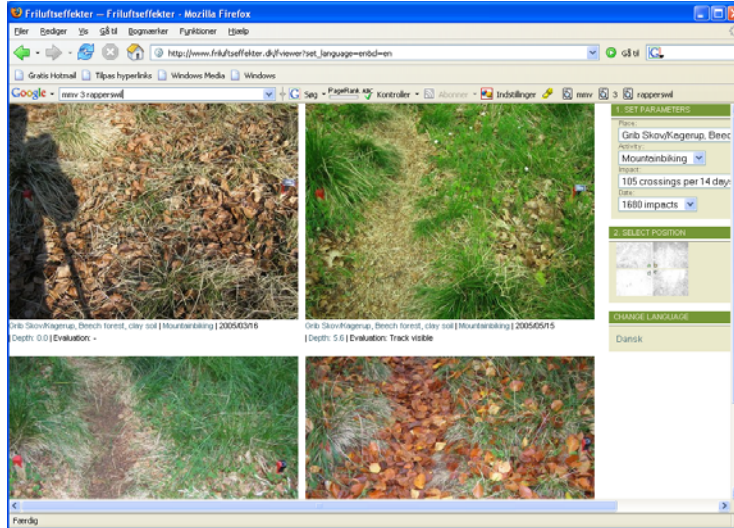 Friluftseffekter — Friluftseffekter - Mozilla Firefox
Filer Rediger Vis Gå til Bogmærker Funktioner Hjælp
http://www.friluftseffekter.dk/fviewer?set_language=en&cl=en Gå til
Gratis Hotmail Tilpas hyperlinks Windows Media Windows
Google mmv 3 rapperswil Søg PageRank ABC Kontroller Abonner Indstillinger mmv 3 rapperswil
1. SET PARAMETERS
Place:
Grib Skov/Kagerup, Beec
Activity:
Mountainbiking
Impact:
105 crossings per 14 days
Date:
1680 impacts
2. SELECT POSITION
CHANGE LANGUAGE
Dansk
Grib Skov/Kagerup, Beech forest, clay soil | Mountainbiking | 2005/03/16
| Depth: 0.0 | Evaluation: -
Grib Skov/Kagerup, Beech forest, clay soil | Mountainbiking | 2005/05/15
| Depth: 5.6 | Evaluation: Track visible
Færdig